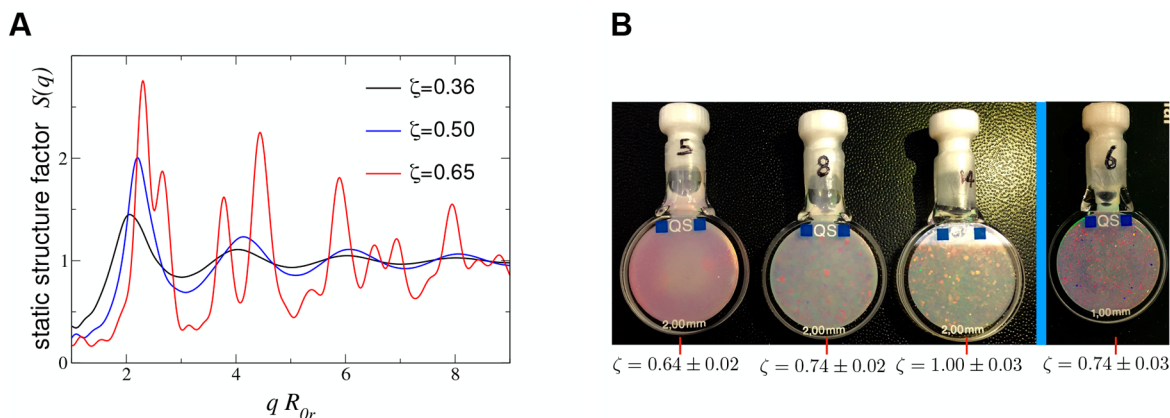 A
static structure factor S(q)
2
1
0
ζ=0.36
ζ=0.50
ζ=0.65
2 4 6 8
q R0r
B
5 8 14 6
QS QS QS
2,00mm 2,00mm 2,00mm 1,00mm
ζ = 0.64 ± 0.02 ζ = 0.74 ± 0.02 ζ = 1.00 ± 0.03 ζ = 0.74 ± 0.03